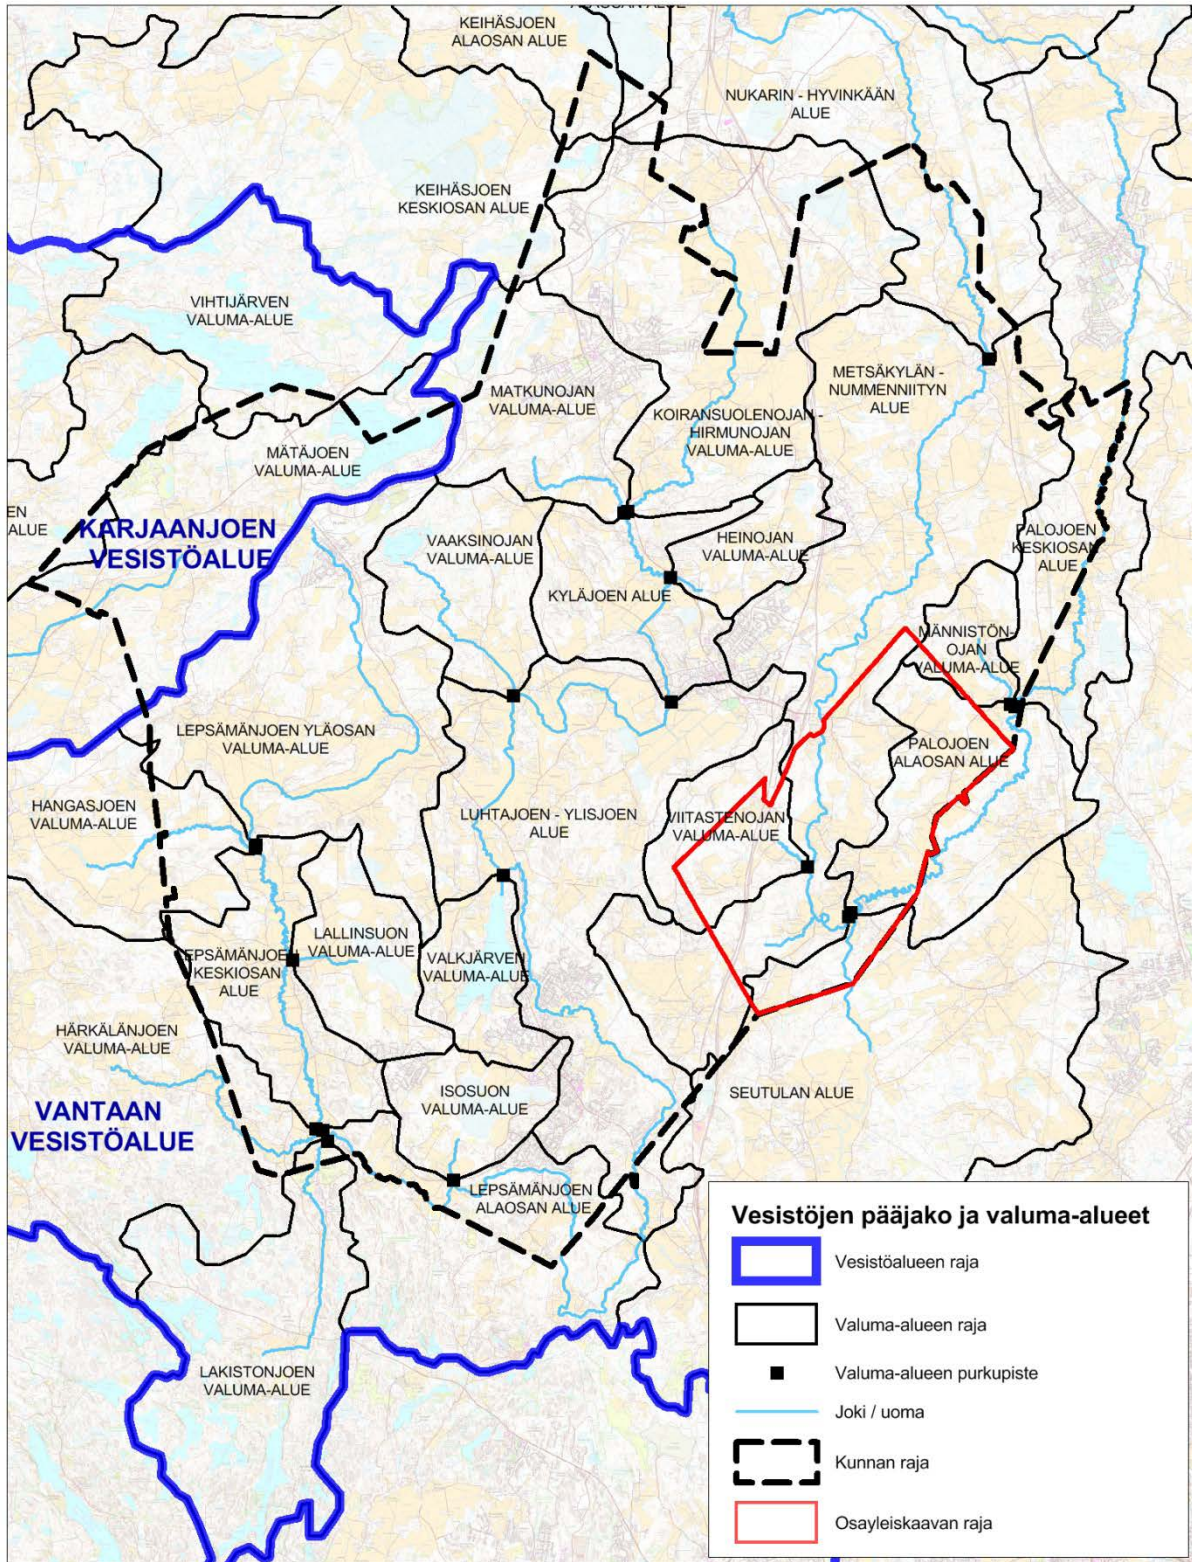 ALAOSAN ALUE
KEIHÄSJOEN
ALAOSAN ALUE
NUKARIN - HYVINKÄÄN
ALUE
KEIHÄSJOEN
KESKIOSAN ALUE
VIHTIJÄRVEN
VALUMA-ALUE
METSÄKYLÄN -
NUMMENNIITYN
ALUE
MATKUNOJAN
VALUMA-ALUE
KOIRANSUOLENOJAN -
HIRMUNOJAN
VALUMA-ALUE
MÄTÄJOEN
VALUMA-ALUE
EN
ALUE
KARJAANJOEN
VESISTÖALUE
VAAKSINOJAN
VALUMA-ALUE
HEINOJAN
VALUMA-ALUE
PALOJOEN
KESKIOSAN
ALUE
KYLÄJOEN ALUE
MÄNNISTÖN-
OJAN
VALUMA-ALUE
LEPSÄMÄNJOEN YLÄOSAN
VALUMA-ALUE
PALOJOEN
ALAOSAN ALUE
HANGASJOEN
VALUMA-ALUE
LUHTAJOEN - YLISJOEN
ALUE
VIITASTENOJAN
VALUMA-ALUE
LALLINSUON
VALUMA-ALUE
LEPSÄMÄNJOEN
KESKIOSAN
ALUE
VALKJÄRVEN
VALUMA-ALUE
HÄRKÄLÄNJOEN
VALUMA-ALUE
ISOSUON
VALUMA-ALUE
SEUTULAN ALUE
VANTAAN
VESISTÖALUE
LEPSÄMÄNJOEN
ALAOSAN ALUE
LAKISTONJOEN
VALUMA-ALUE
Vesistöjen pääjako ja valuma-alueet
Vesistöalueen raja
Valuma-alueen raja
Valuma-alueen purkupiste
Joki / uoma
Kunnan raja
Osayleiskaavan raja